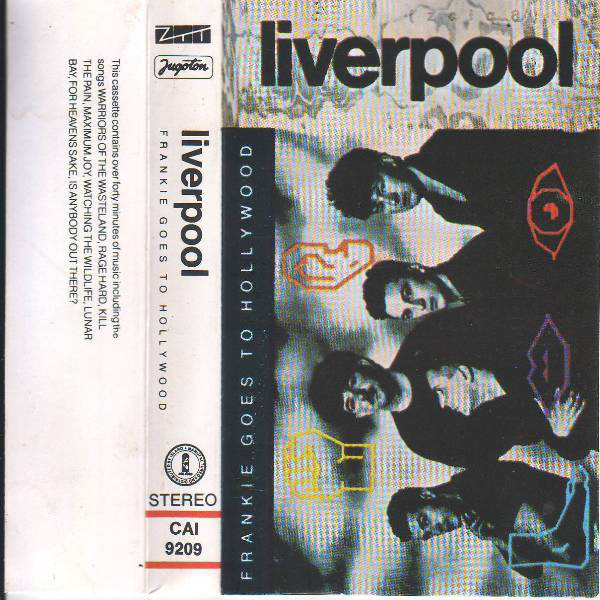 This cassette contains over forty minutes of music including the
songs WARRIORS OF THE WASTELAND, RAGE HARD, KILL
THE PAIN, MAXIMUM JOY, WATCHING THE WILDLIFE, LUNAR
BAY, FOR HEAVENS SAKE, IS ANYBODY OUT THERE?
ZTT
Jugoton
liverpool
FRANKIE GOES TO HOLLYWOOD
STEREO
CAI
9209
liverpool
FRANKIE GOES TO HOLLYWOOD